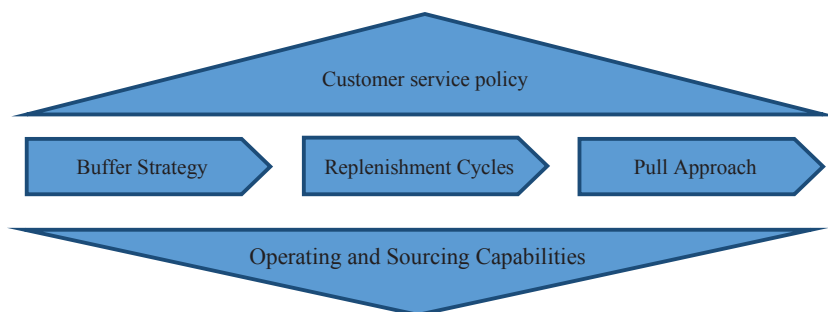 Customer service policy
Buffer Strategy
Replenishment Cycles
Pull Approach
Operating and Sourcing Capabilities